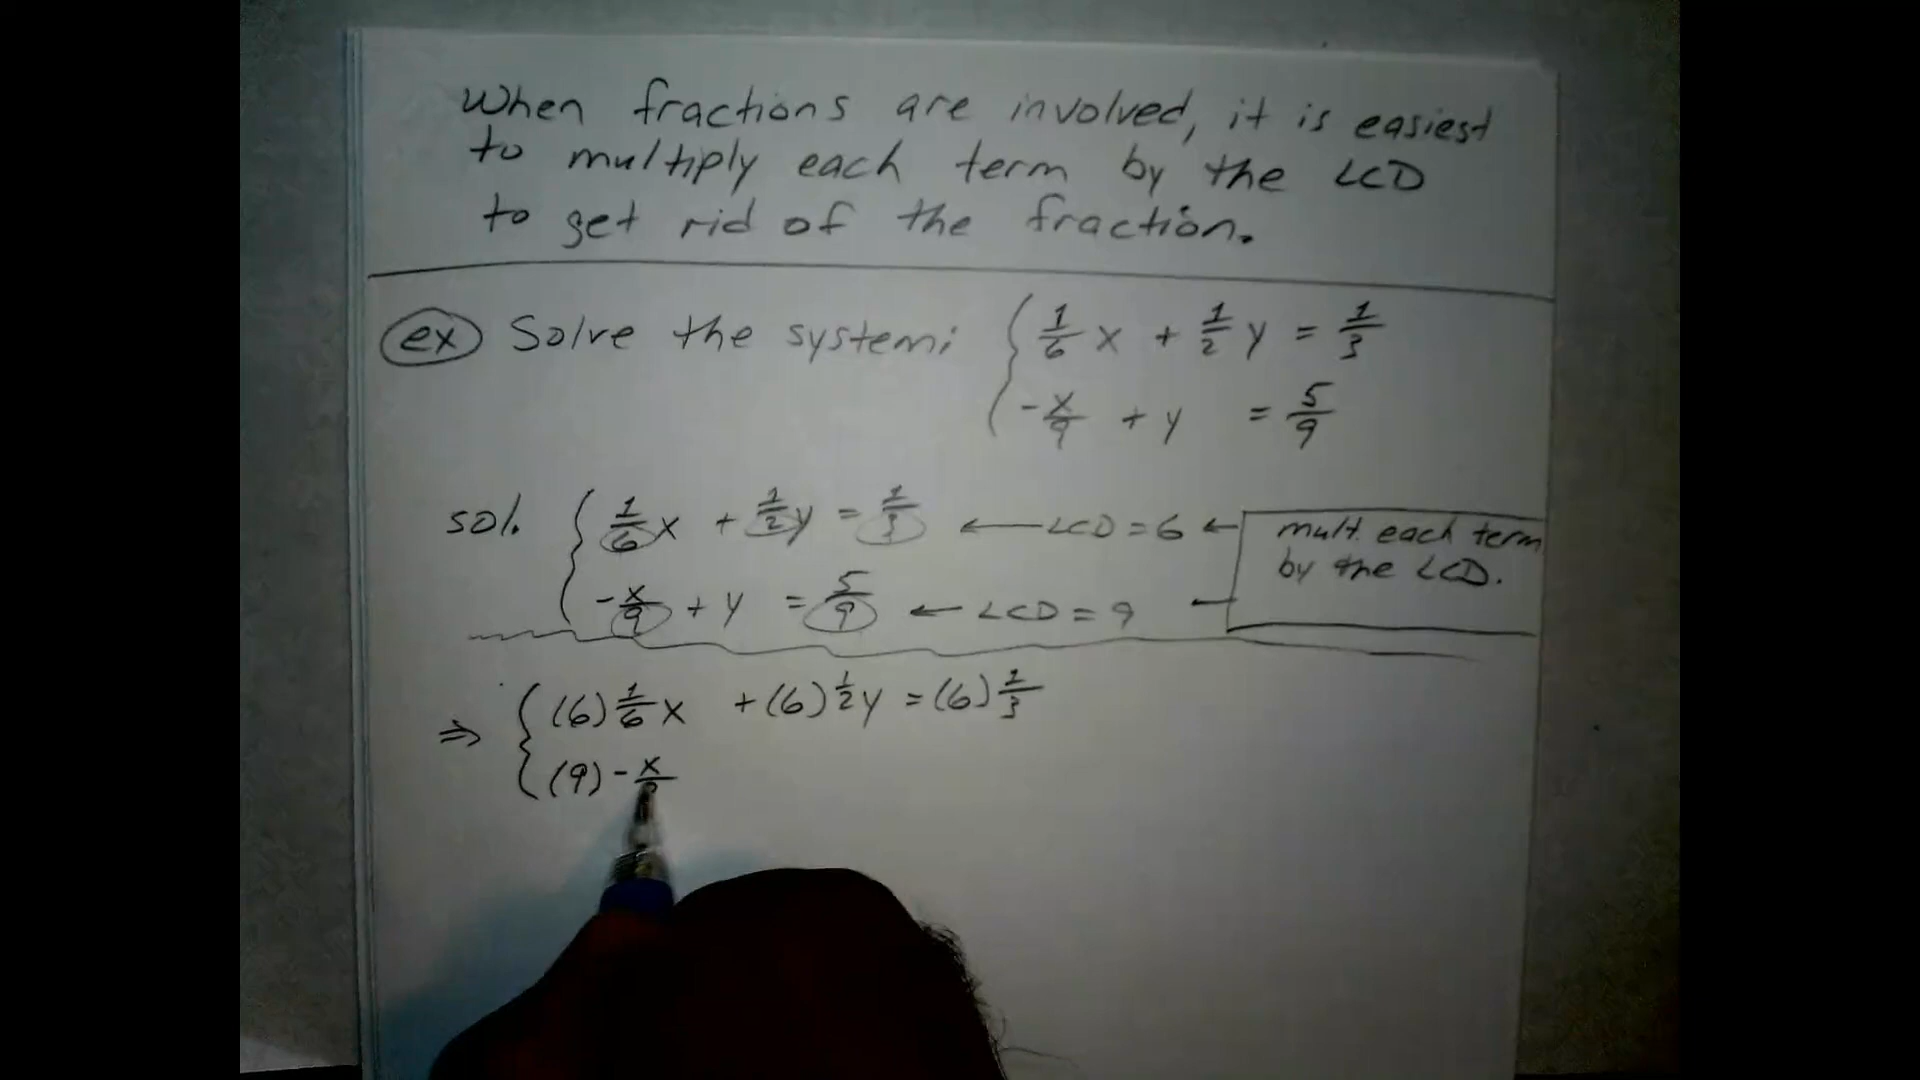 When fractions are involved, it is easiest
to multiply each term by the LCD
to get rid of the fraction.
ex Solve the system: { 1/6 x + 1/2 y = 1/3
-x/9 + y = 5/9
sol. { 1/6 x + 1/2 y = 1/3 ← LCD = 6 ← mult. each term
by the LCD.
-x/9 + y = 5/9 ← LCD = 9 ←
⇒ { (6) 1/6 x + (6) 1/2 y = (6) 1/3
(9) - x/9